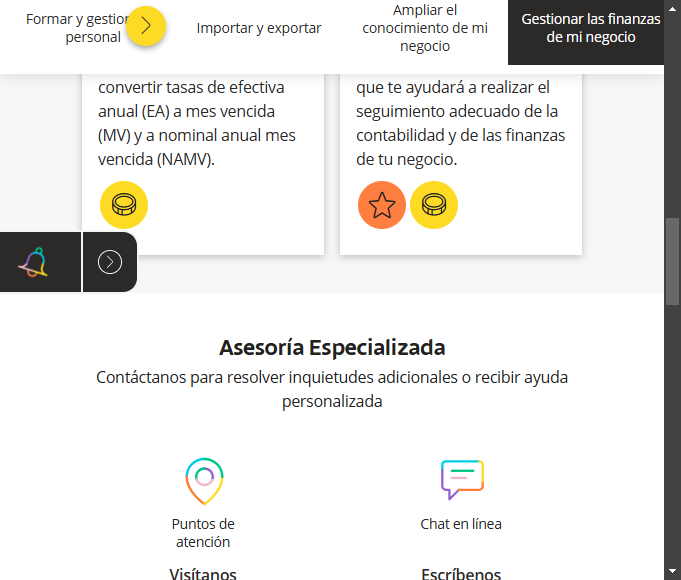 Formar y gestionar
personal
Importar y exportar
Ampliar el
conocimiento de mi
negocio
Gestionar las finanzas
de mi negocio
convertir tasas de efectiva
anual (EA) a mes vencida
(MV) y a nominal anual mes
vencida (NAMV).
que te ayudará a realizar el
seguimiento adecuado de la
contabilidad y de las finanzas
de tu negocio.
Asesoría Especializada
Contáctanos para resolver inquietudes adicionales o recibir ayuda
personalizada
Puntos de
atención
Chat en línea
Visítanos
Escríbenos